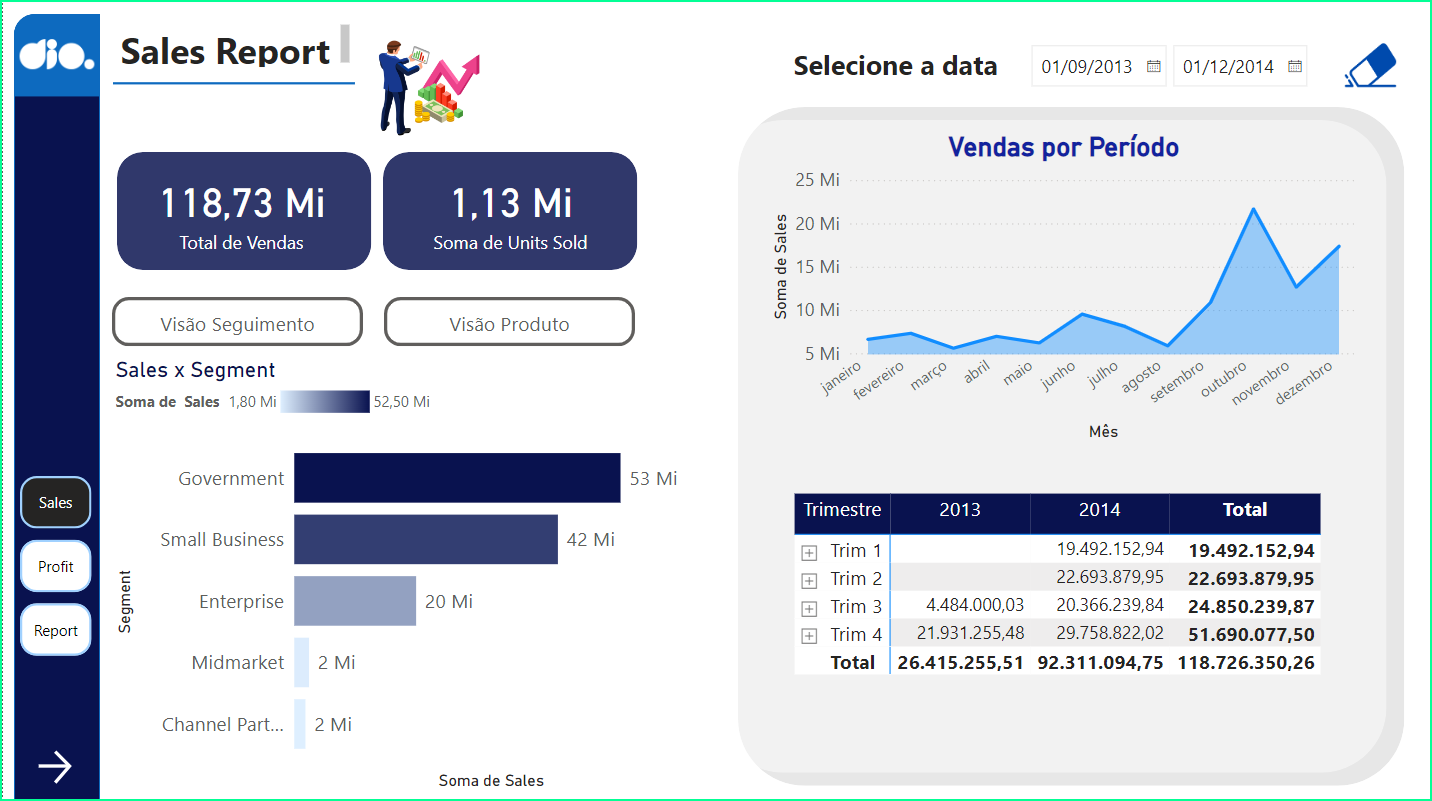 dio.
Sales Report
Selecione a data
01/09/2013
01/12/2014
118,73 Mi
Total de Vendas
1,13 Mi
Soma de Units Sold
Visão Seguimento
Visão Produto
Sales x Segment
Soma de Sales 1,80 Mi 52,50 Mi
Segment
Government 53 Mi
Small Business 42 Mi
Enterprise 20 Mi
Midmarket 2 Mi
Channel Part... 2 Mi
Soma de Sales
Sales
Profit
Report
Vendas por Período
Soma de Sales
25 Mi
20 Mi
15 Mi
10 Mi
5 Mi
janeiro fevereiro março abril maio junho julho agosto setembro outubro novembro dezembro
Mês
Trimestre 2013 2014 Total
Trim 1 19.492.152,94 19.492.152,94
Trim 2 22.693.879,95 22.693.879,95
Trim 3 4.484.000,03 20.366.239,84 24.850.239,87
Trim 4 21.931.255,48 29.758.822,02 51.690.077,50
Total 26.415.255,51 92.311.094,75 118.726.350,26